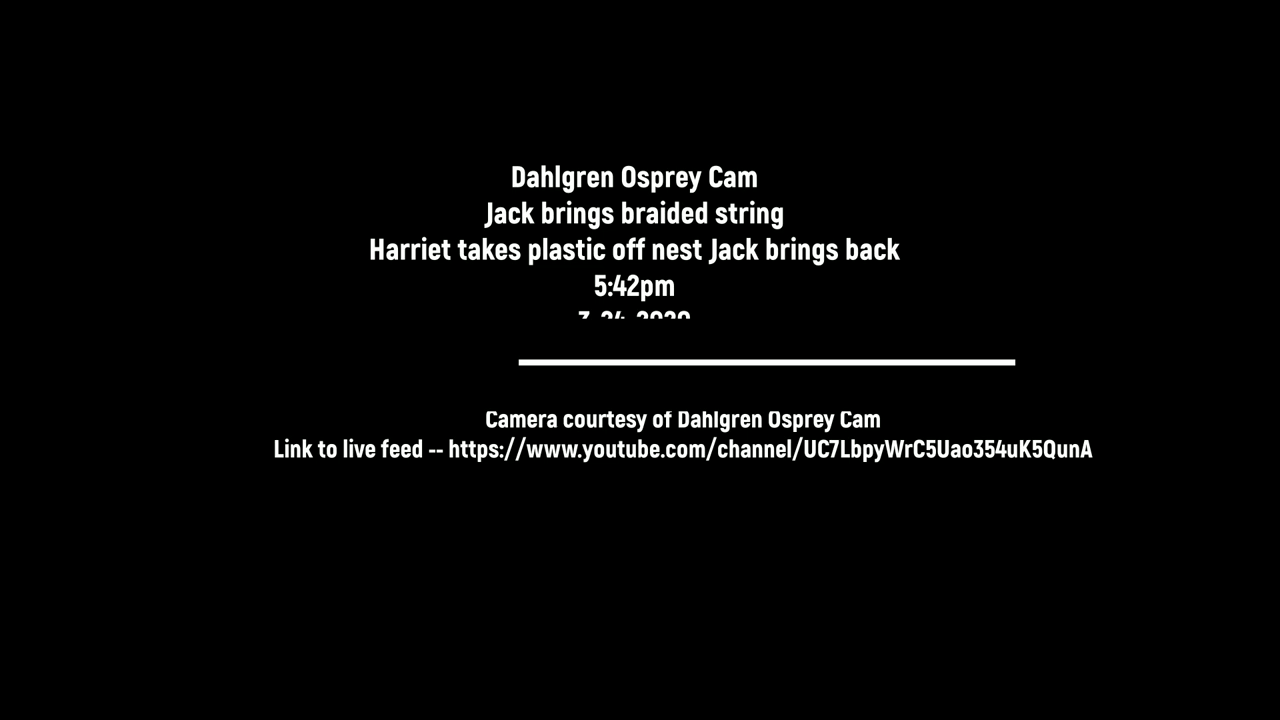 Dahlgren Osprey Cam
Jack brings braided string
Harriet takes plastic off nest Jack brings back
5:42pm
Camera courtesy of Dahlgren Osprey Cam
Link to live feed -- https://www.youtube.com/channel/UC7LbpyWrC5Uao354uK5QunA